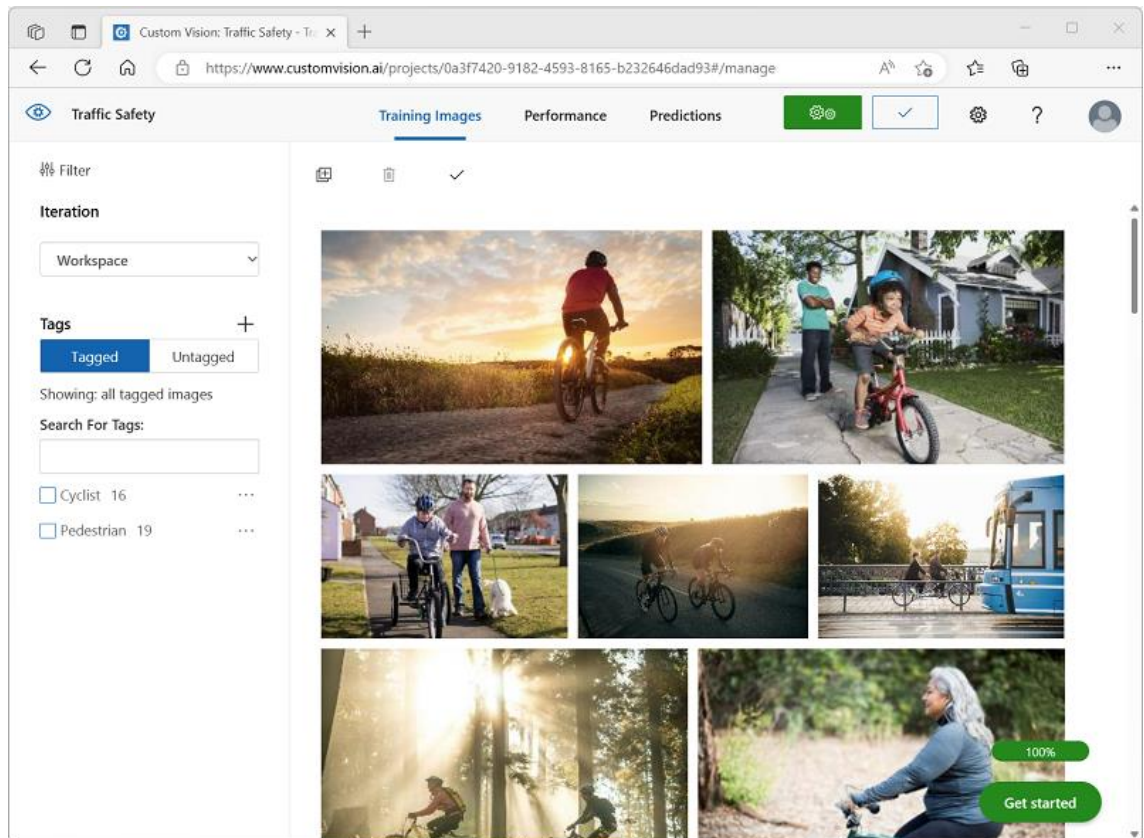 Custom Vision: Traffic Safety - Tr
https://www.customvision.ai/projects/0a3f7420-9182-4593-8165-b232646dad93#/manage
Traffic Safety
Training Images
Performance
Predictions
Filter
Iteration
Workspace
Tags
Tagged
Untagged
Showing: all tagged images
Search For Tags:
Cyclist 16
Pedestrian 19
100%
Get started